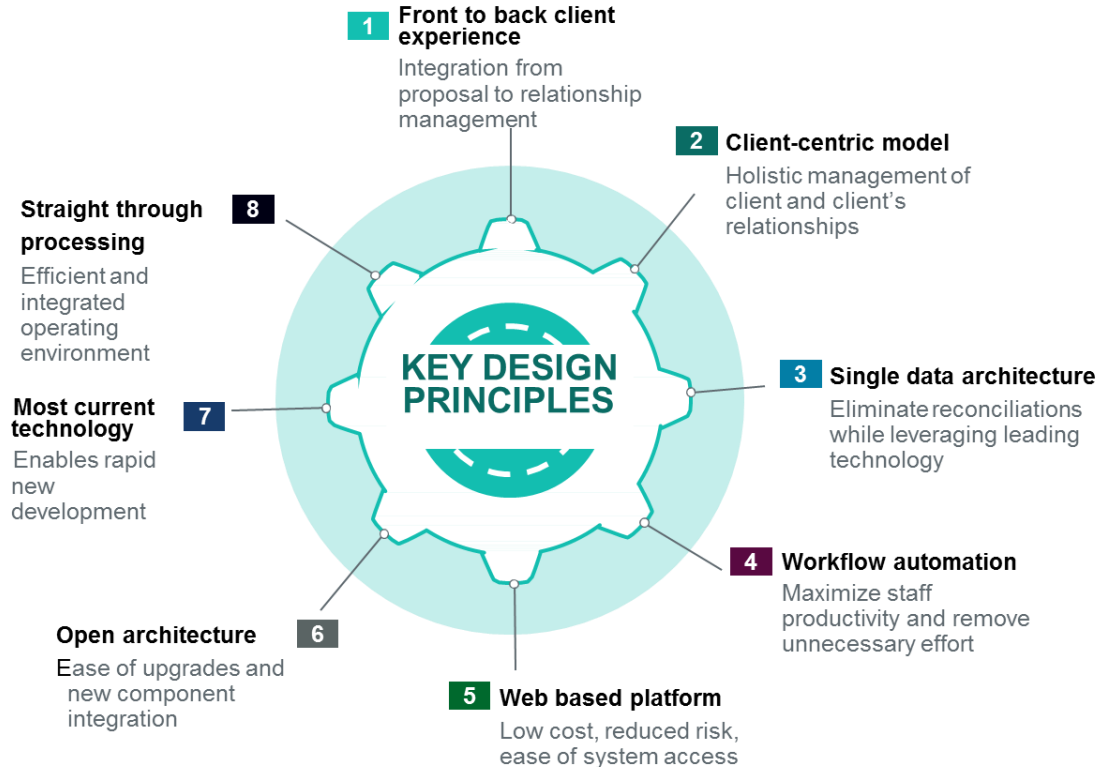 1
Front to back client
experience
Integration from
proposal to relationship
management
2
Client-centric model
Holistic management of
client and client’s
relationships
3
Single data architecture
Eliminate reconciliations
while leveraging leading
technology
4
Workflow automation
Maximize staff
productivity and remove
unnecessary effort
5
Web based platform
Low cost, reduced risk,
ease of system access
6
Open architecture
Ease of upgrades and
new component
integration
7
Most current
technology
Enables rapid
new
development
8
Straight through
processing
Efficient and
integrated
operating
environment
KEY DESIGN
PRINCIPLES